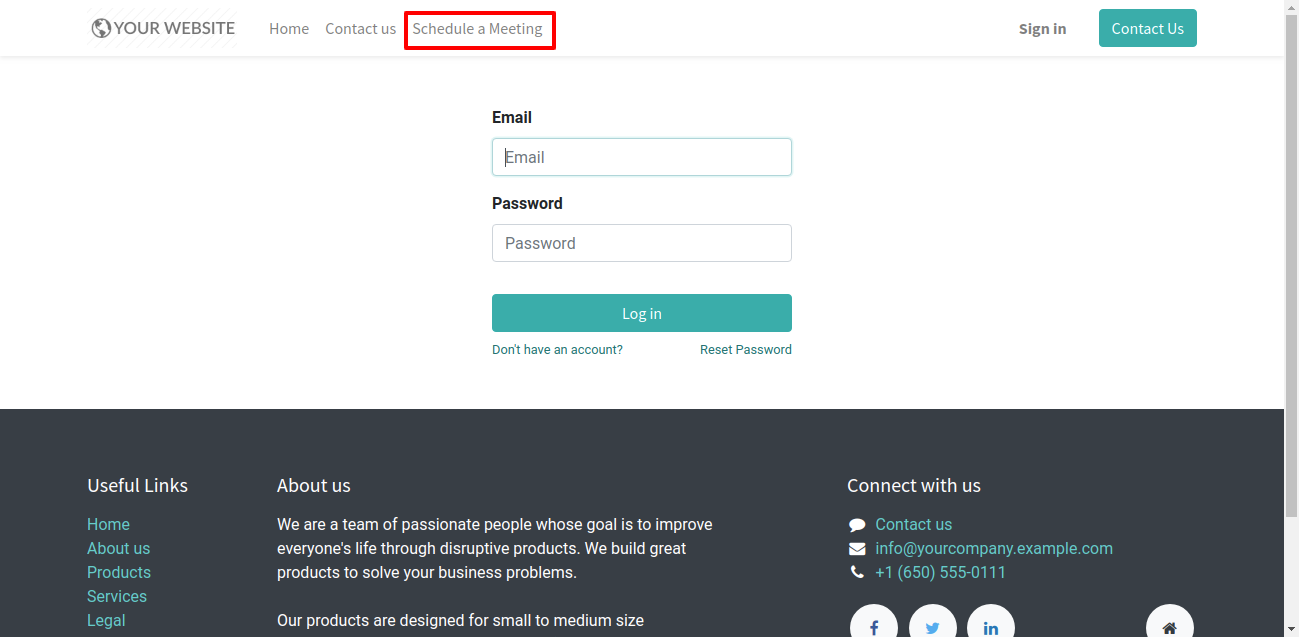 YOUR WEBSITE Home Contact us Schedule a Meeting Sign in Contact Us
Email
Email
Password
Password
Log in
Don't have an account? Reset Password
Useful Links
Home
About us
Products
Services
Legal
About us
We are a team of passionate people whose goal is to improve
everyone's life through disruptive products. We build great
products to solve your business problems.
Our products are designed for small to medium size
Connect with us
Contact us
info@yourcompany.example.com
+1 (650) 555-0111